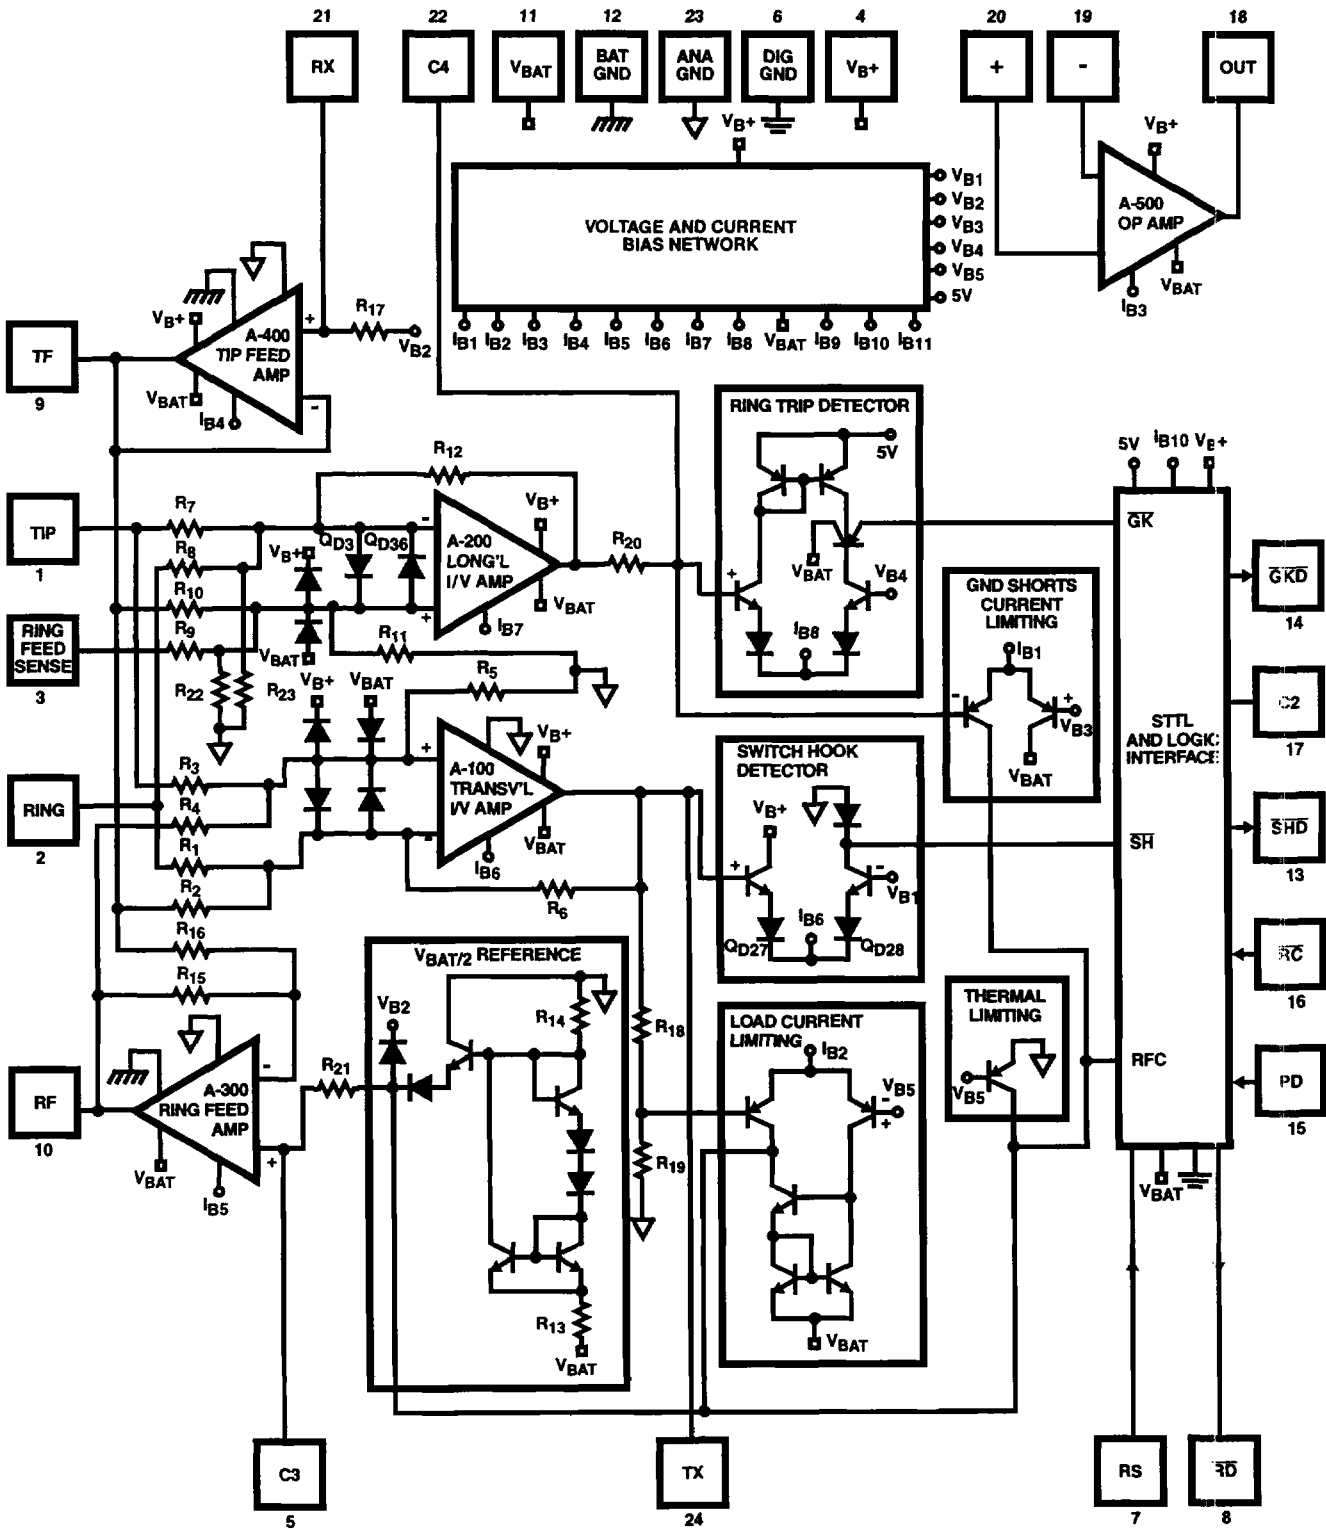 21 22 11 12 23 6 4 20 19 18
RX C4 VBAT BAT GND ANA GND DIG GND VB+ + - OUT
VB+
VOLTAGE AND CURRENT
BIAS NETWORK
VB1
VB2
VB3
VB4
VB5
5V
IB1 IB2 IB3 IB4 IB5 IB6 IB7 IB8 VBAT IB9 IB10 IB11
VB+
A-500
OP AMP
VBAT
IB3
R17
VB2
VB+
+
A-400
TIP FEED
AMP
VBAT
IB4
-
TF
9
R12
TIP
1
R7
R8
R10
R9
R22
R23
RING
FEED
SENSE
3
VB+
QD3
QD36
VBAT
-
A-200
LONG'L
I/V AMP
+
VB+
VBAT
IB7
R20
R11
R5
VB+
VBAT
+
A-100
TRANSV'L
I/V AMP
-
VB+
VBAT
IB6
R6
RING
2
R3
R4
R1
R2
R16
R15
RING TRIP DETECTOR
5V
VBAT
VB4
+
IB8
GND SHORTS
CURRENT
LIMITING
IB1
-
+
VB3
VBAT
SWITCH HOOK
DETECTOR
VB+
+
-
VB1
IB6
QD27
QD28
5V IB10 VB+
G̅K̅
STTL
AND LOGIC
INTERFACE
S̅H̅
RFC
VBAT
G̅K̅D̅
14
C2
17
S̅H̅D̅
13
R̅C̅
16
PD
15
VBAT/2 REFERENCE
VB2
R14
R13
VBAT
R18
R19
LOAD CURRENT
LIMITING
IB2
VB5
-
+
VBAT
THERMAL
LIMITING
VB5
RF
10
A-300
RING FEED
AMP
-
+
VBAT
IB5
R21
C3
5
TX
24
RS
7
R̅D̅
8